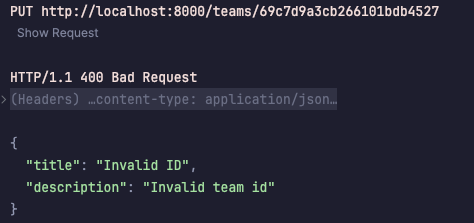 PUT http://localhost:8000/teams/69c7d9a3cb266101bdb4527
Show Request
HTTP/1.1 400 Bad Request
(Headers) …content-type: application/json…
{
"title": "Invalid ID",
"description": "Invalid team id"
}